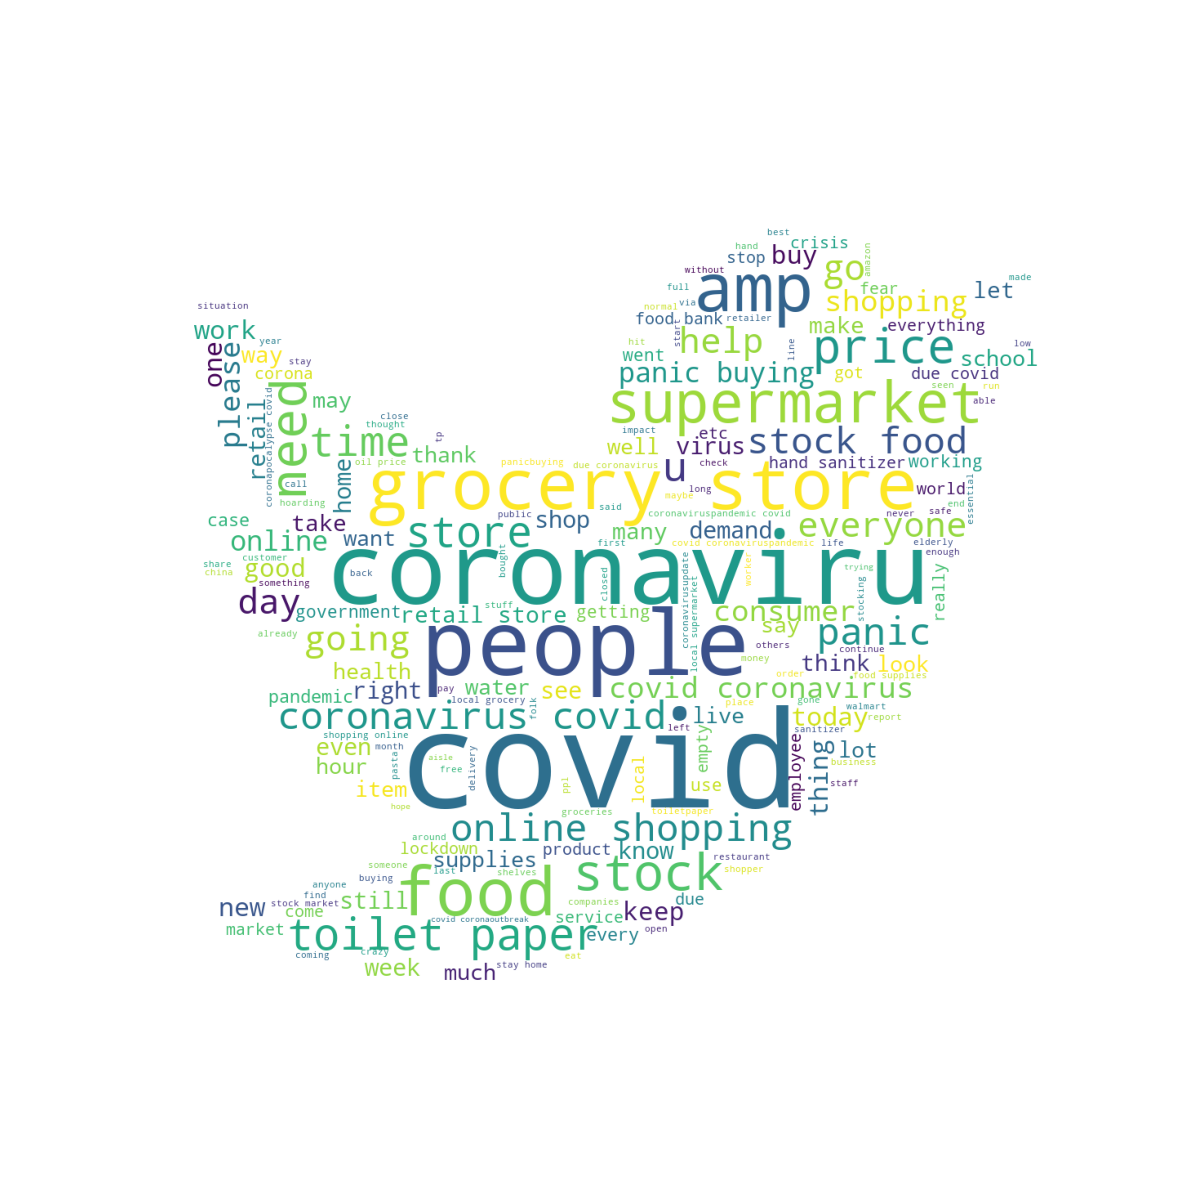 best
hand
crisis
stop
buy
amazon
without
go
made
full
amp
fear
let
situation
via
shopping
normal
food bank
retailer
make
everything
work
start
hit
help
price
low
year
one
way
stay
please
went
line
school
corona
panic buying
got
due covid
need
seen
run
may
supermarket
able
coronapocalypse covid
retail
close
thought
time
tp
impact
etc
well
virus
stock food
thank
home
oil price
panicbuying
due coronavirus
u
check
hand sanitizer
working
call
grocery store
long
maybe
world
essential
hoarding
never
safe
end
case
take
public
shop
said
coronaviruspandemic covid
many
demand
everyone
want
store
online
first
covid coronaviruspandemic
life
elderly
enough
customer
share
china
good
back
bought
coronaviru
closed
coronavirusupdate
local supermarket
worker
trying
something
stocking
really
day
government
retail store
stuff
getting
consumer
already
going
people
say
panic
others
continue
money
think
look
health
order
food supplies
pandemic
right
pay
water
see
covid coronavirus
local grocery
folk
place
gone
walmart
coronavirus covid
live
today
report
left
sanitizer
shopping online
even
month
hour
pasta
aisle
free
delivery
covid
empty
employee
thing
lot
business
item
ppl
local
use
staff
hope
groceries
toiletpaper
online shopping
around
lockdown
supplies
product
know
restaurant
someone
last
shelves
stock
shopper
anyone
buying
food
find
new
stock market
still
companies
due
come
covid coronaoutbreak
service
keep
market
toilet paper
every
open
coming
crazy
eat
week
much
stay home